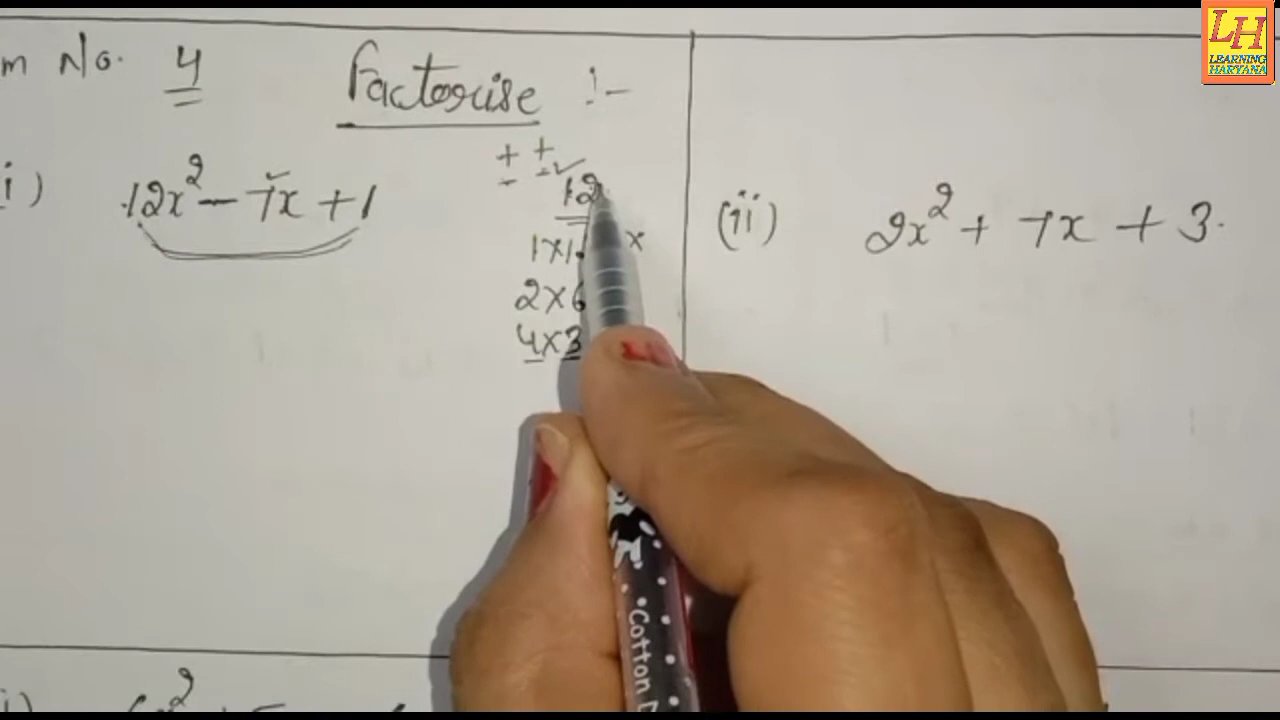 m No. 4 Factorise :-
i) 12x² - 7x + 1
+ +
12
1×1 ×
2×6
4×3
(ii) 2x² + 7x + 3.
LH
LEARNING
HARYANA
Cotton